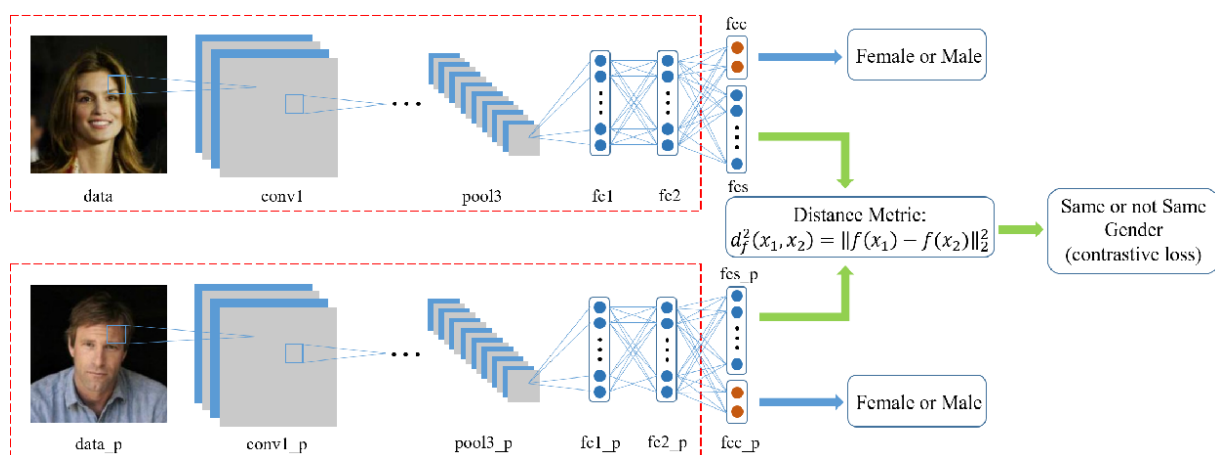 fcc
Female or Male
data
conv1
pool3
fc1
fc2
fcs
Distance Metric:
d_f^2(x_1, x_2) = ‖f(x_1) − f(x_2)‖_2^2
Same or not Same
Gender
(contrastive loss)
fcs_p
Female or Male
data_p
conv1_p
pool3_p
fc1_p
fc2_p
fcc_p